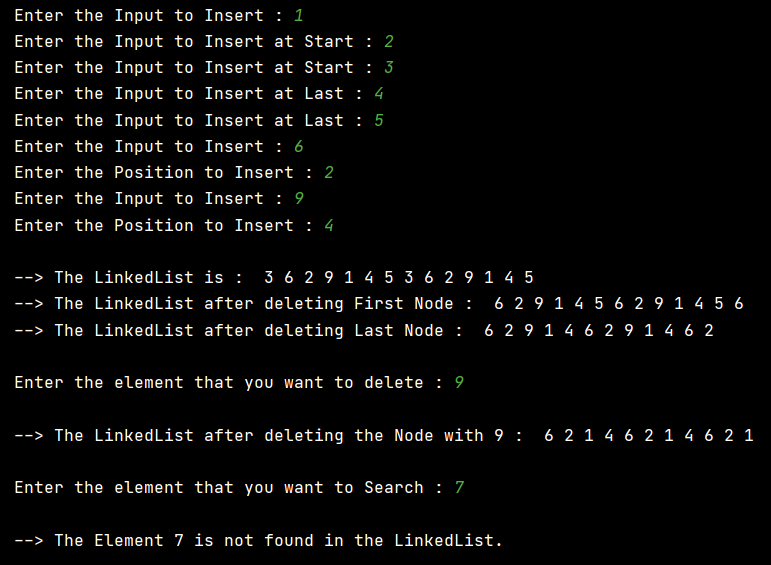 Enter the Input to Insert : 1
Enter the Input to Insert at Start : 2
Enter the Input to Insert at Start : 3
Enter the Input to Insert at Last : 4
Enter the Input to Insert at Last : 5
Enter the Input to Insert : 6
Enter the Position to Insert : 2
Enter the Input to Insert : 9
Enter the Position to Insert : 4
--> The LinkedList is :  3 6 2 9 1 4 5 3 6 2 9 1 4 5
--> The LinkedList after deleting First Node :  6 2 9 1 4 5 6 2 9 1 4 5 6
--> The LinkedList after deleting Last Node :  6 2 9 1 4 6 2 9 1 4 6 2
Enter the element that you want to delete : 9
--> The LinkedList after deleting the Node with 9 :  6 2 1 4 6 2 1 4 6 2 1
Enter the element that you want to Search : 7
--> The Element 7 is not found in the LinkedList.